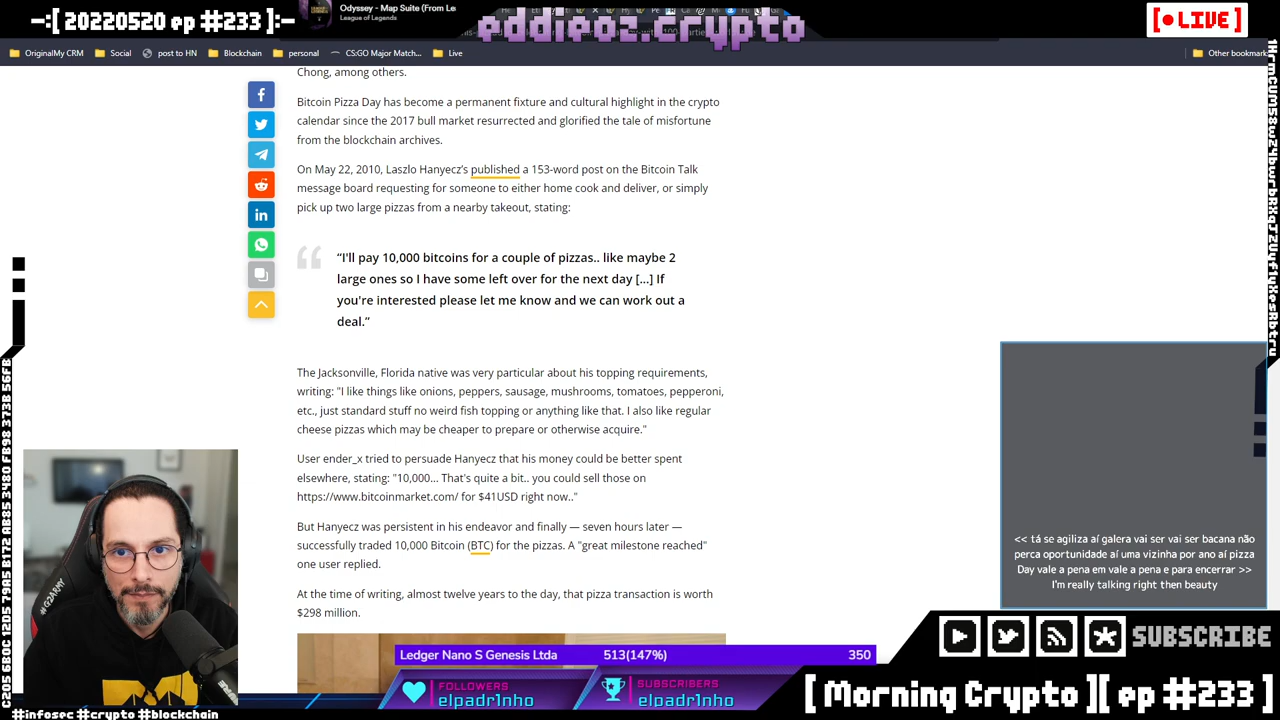 -:[ 20220520 ep #233 ]:-
Odyssey - Map Suite (From Le
League of Legends
eddieoz.crypto
[●LIVE]
OriginalMy CRM
Social
post to HN
Blockchain
personal
CS:GO Major Match...
Live
Other bookmark
Chong, among others.
Bitcoin Pizza Day has become a permanent fixture and cultural highlight in the crypto
calendar since the 2017 bull market resurrected and glorified the tale of misfortune
from the blockchain archives.
On May 22, 2010, Laszlo Hanyecz’s published a 153-word post on the Bitcoin Talk
message board requesting for someone to either home cook and deliver, or simply
pick up two large pizzas from a nearby takeout, stating:
“I'll pay 10,000 bitcoins for a couple of pizzas.. like maybe 2
large ones so I have some left over for the next day [...] If
you're interested please let me know and we can work out a
deal.”
The Jacksonville, Florida native was very particular about his topping requirements,
writing: "I like things like onions, peppers, sausage, mushrooms, tomatoes, pepperoni,
etc., just standard stuff no weird fish topping or anything like that. I also like regular
cheese pizzas which may be cheaper to prepare or otherwise acquire."
User ender_x tried to persuade Hanyecz that his money could be better spent
elsewhere, stating: "10,000... That's quite a bit.. you could sell those on
https://www.bitcoinmarket.com/ for $41USD right now.."
But Hanyecz was persistent in his endeavor and finally — seven hours later —
successfully traded 10,000 Bitcoin (BTC) for the pizzas. A "great milestone reached"
one user replied.
At the time of writing, almost twelve years to the day, that pizza transaction is worth
$298 million.
<< tá se agiliza aí galera vai ser vai ser bacana não
perca oportunidade aí uma vizinha por ano aí pizza
Day vale a pena em vale a pena e para encerrar >>
I'm really talking right then beauty
#G2ARMY
Ledger Nano S Genesis Ltda
513(147%)
350
FOLLOWERS
elpadr1nho
SUBSCRIBERS
elpadr1nho
SUBSCRIBE
[ Morning Crypto ][ ep #233 ]
#infosec #crypto #blockchain